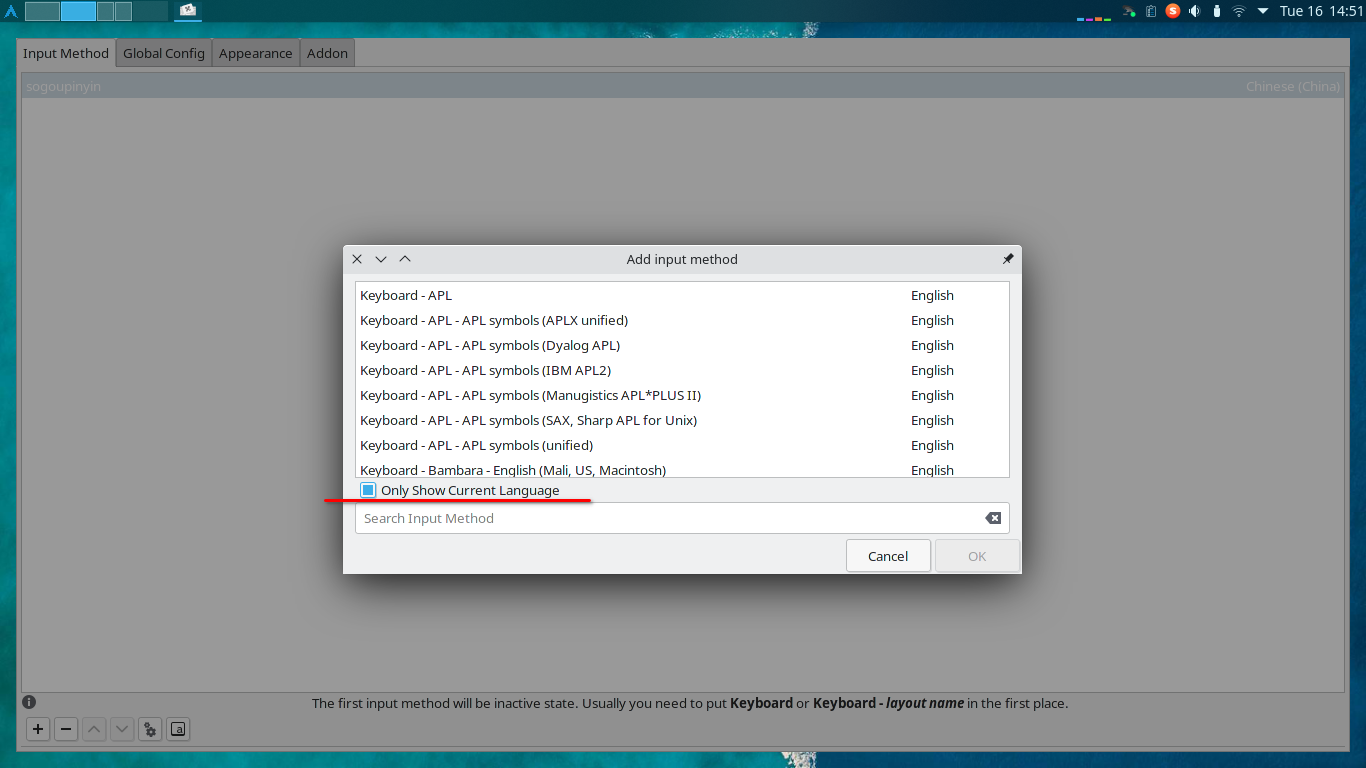 S
Tue 16 14:51
Input Method Global Config Appearance Addon
sogoupinyin Chinese (China)
Add input method
Keyboard - APL English
Keyboard - APL - APL symbols (APLX unified) English
Keyboard - APL - APL symbols (Dyalog APL) English
Keyboard - APL - APL symbols (IBM APL2) English
Keyboard - APL - APL symbols (Manugistics APL*PLUS II) English
Keyboard - APL - APL symbols (SAX, Sharp APL for Unix) English
Keyboard - APL - APL symbols (unified) English
Keyboard - Bambara - English (Mali, US, Macintosh) English
Only Show Current Language
Search Input Method
Cancel OK
The first input method will be inactive state. Usually you need to put Keyboard or Keyboard - layout name in the first place.
a